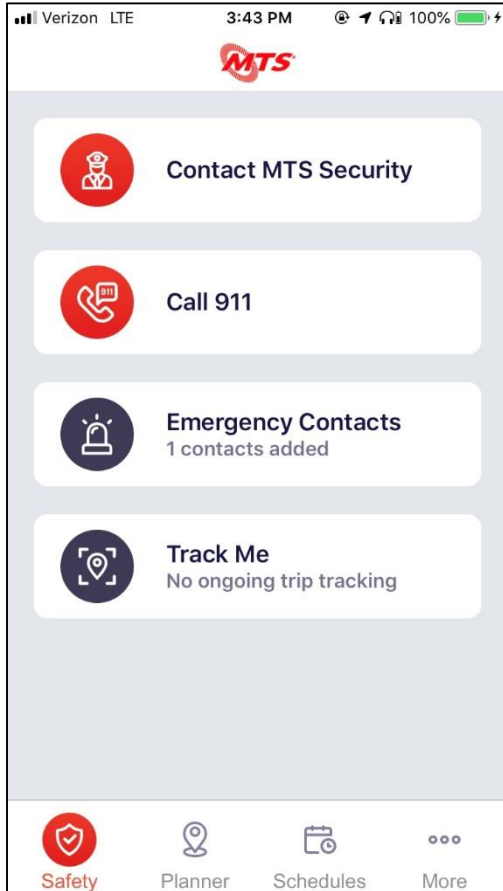 Verizon LTE 3:43 PM 100%
MTS
Contact MTS Security
911
Call 911
Emergency Contacts
1 contacts added
Track Me
No ongoing trip tracking
Safety Planner Schedules More